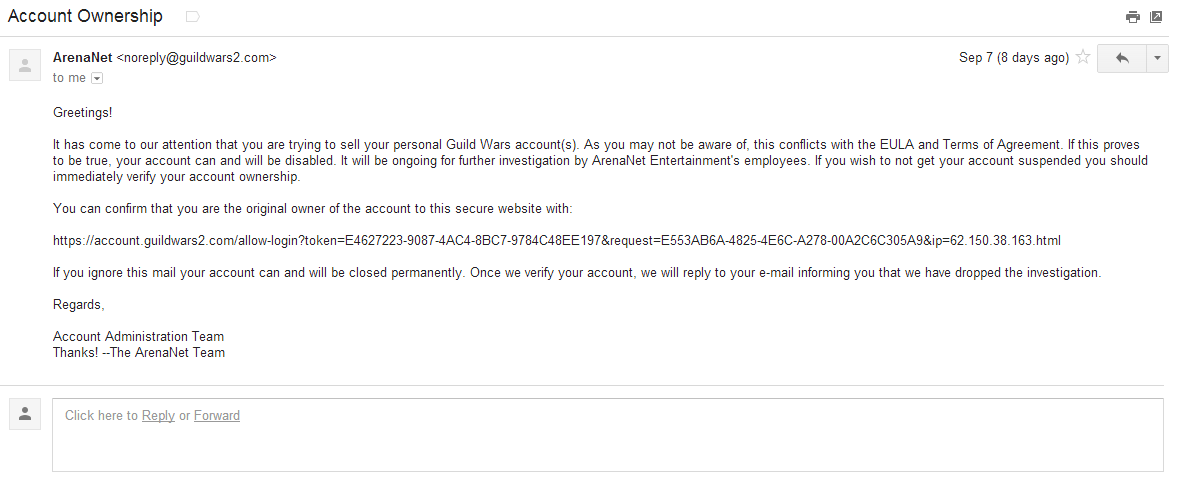 Account Ownership
ArenaNet <noreply@guildwars2.com>
Sep 7 (8 days ago)
to me
Greetings!
It has come to our attention that you are trying to sell your personal Guild Wars account(s). As you may not be aware of, this conflicts with the EULA and Terms of Agreement. If this proves
to be true, your account can and will be disabled. It will be ongoing for further investigation by ArenaNet Entertainment's employees. If you wish to not get your account suspended you should
immediately verify your account ownership.
You can confirm that you are the original owner of the account to this secure website with:
https://account.guildwars2.com/allow-login?token=E4627223-9087-4AC4-8BC7-9784C48EE197&request=E553AB6A-4825-4E6C-A278-00A2C6C305A9&ip=62.150.38.163.html
If you ignore this mail your account can and will be closed permanently. Once we verify your account, we will reply to your e-mail informing you that we have dropped the investigation.
Regards,
Account Administration Team
Thanks! --The ArenaNet Team
Click here to Reply or Forward